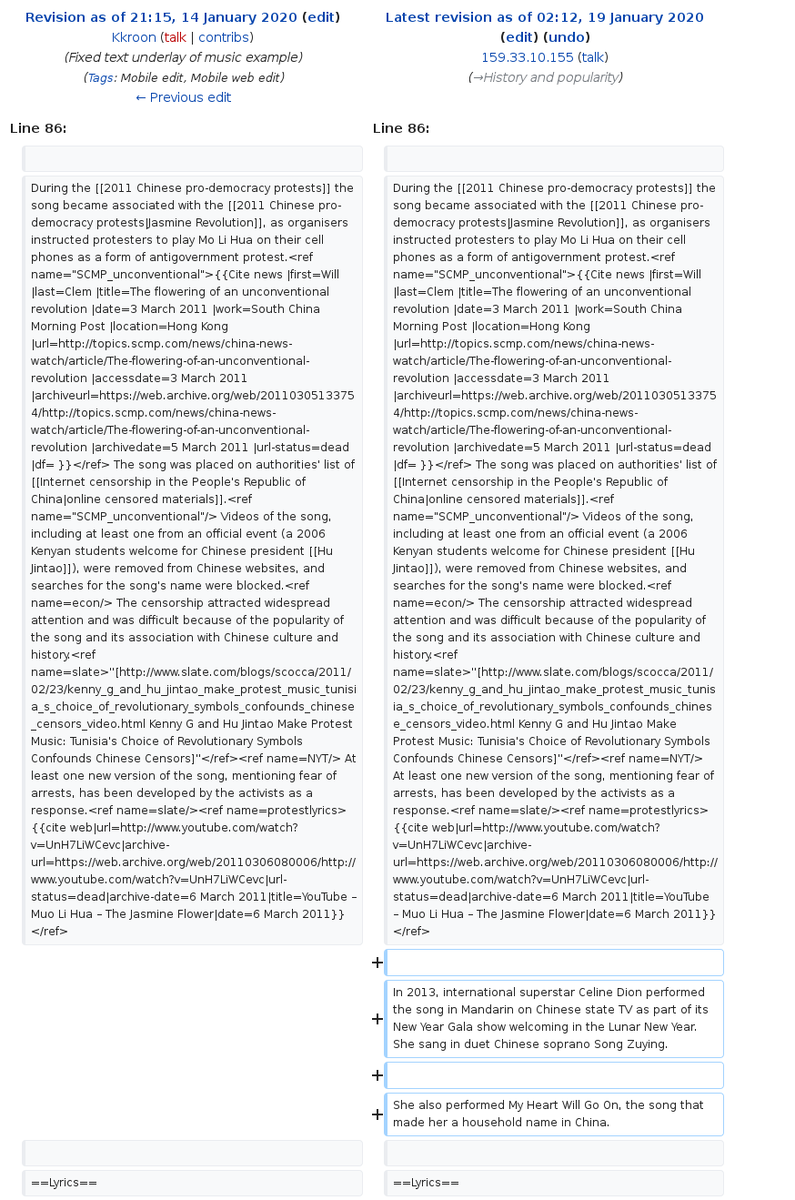 Revision as of 21:15, 14 January 2020 (edit)
Kkroon (talk | contribs)
(Fixed text underlay of music example)
(Tags: Mobile edit, Mobile web edit)
← Previous edit
Latest revision as of 02:12, 19 January 2020
(edit) (undo)
159.33.10.155 (talk)
(→History and popularity)
Line 86:
Line 86:
During the [[2011 Chinese pro-democracy protests]] the
song became associated with the [[2011 Chinese pro-
democracy protests|Jasmine Revolution]], as organisers
instructed protesters to play Mo Li Hua on their cell
phones as a form of antigovernment protest.<ref
name="SCMP_unconventional">{{Cite news |first=Will
|last=Clem |title=The flowering of an unconventional
revolution |date=3 March 2011 |work=South China
Morning Post |location=Hong Kong
|url=http://topics.scmp.com/news/china-news-
watch/article/The-flowering-of-an-unconventional-
revolution |accessdate=3 March 2011
|archiveurl=https://web.archive.org/web/2011030513375
4/http://topics.scmp.com/news/china-news-
watch/article/The-flowering-of-an-unconventional-
revolution |archivedate=5 March 2011 |url-status=dead
|df= }}</ref> The song was placed on authorities' list of
[[Internet censorship in the People's Republic of
China|online censored materials]].<ref
name="SCMP_unconventional"/> Videos of the song,
including at least one from an official event (a 2006
Kenyan students welcome for Chinese president [[Hu
Jintao]]), were removed from Chinese websites, and
searches for the song's name were blocked.<ref
name=econ/> The censorship attracted widespread
attention and was difficult because of the popularity of
the song and its association with Chinese culture and
history.<ref
name=slate>"[http://www.slate.com/blogs/scocca/2011/
02/23/kenny_g_and_hu_jintao_make_protest_music_tunisi
a_s_choice_of_revolutionary_symbols_confounds_chinese
_censors_video.html Kenny G and Hu Jintao Make Protest
Music: Tunisia's Choice of Revolutionary Symbols
Confounds Chinese Censors]"</ref><ref name=NYT/> At
least one new version of the song, mentioning fear of
arrests, has been developed by the activists as a
response.<ref name=slate/><ref name=protestlyrics>
{{cite web|url=http://www.youtube.com/watch?
v=UnH7LiWCevc|archive-
url=https://web.archive.org/web/20110306080006/http://
www.youtube.com/watch?v=UnH7LiWCevc|url-
status=dead|archive-date=6 March 2011|title=YouTube –
Muo Li Hua – The Jasmine Flower|date=6 March 2011}}
</ref>
During the [[2011 Chinese pro-democracy protests]] the
song became associated with the [[2011 Chinese pro-
democracy protests|Jasmine Revolution]], as organisers
instructed protesters to play Mo Li Hua on their cell
phones as a form of antigovernment protest.<ref
name="SCMP_unconventional">{{Cite news |first=Will
|last=Clem |title=The flowering of an unconventional
revolution |date=3 March 2011 |work=South China
Morning Post |location=Hong Kong
|url=http://topics.scmp.com/news/china-news-
watch/article/The-flowering-of-an-unconventional-
revolution |accessdate=3 March 2011
|archiveurl=https://web.archive.org/web/2011030513375
4/http://topics.scmp.com/news/china-news-
watch/article/The-flowering-of-an-unconventional-
revolution |archivedate=5 March 2011 |url-status=dead
|df= }}</ref> The song was placed on authorities' list of
[[Internet censorship in the People's Republic of
China|online censored materials]].<ref
name="SCMP_unconventional"/> Videos of the song,
including at least one from an official event (a 2006
Kenyan students welcome for Chinese president [[Hu
Jintao]]), were removed from Chinese websites, and
searches for the song's name were blocked.<ref
name=econ/> The censorship attracted widespread
attention and was difficult because of the popularity of
the song and its association with Chinese culture and
history.<ref
name=slate>"[http://www.slate.com/blogs/scocca/2011/
02/23/kenny_g_and_hu_jintao_make_protest_music_tunis
ia_s_choice_of_revolutionary_symbols_confounds_chines
e_censors_video.html Kenny G and Hu Jintao Make
Protest Music: Tunisia's Choice of Revolutionary Symbols
Confounds Chinese Censors]"</ref><ref name=NYT/>
At least one new version of the song, mentioning fear of
arrests, has been developed by the activists as a
response.<ref name=slate/><ref name=protestlyrics>
{{cite web|url=http://www.youtube.com/watch?
v=UnH7LiWCevc|archive-
url=https://web.archive.org/web/20110306080006/http://
www.youtube.com/watch?v=UnH7LiWCevc|url-
status=dead|archive-date=6 March 2011|title=YouTube
– Muo Li Hua – The Jasmine Flower|date=6 March 2011}}
</ref>
+
+
In 2013, international superstar Celine Dion performed
the song in Mandarin on Chinese state TV as part of its
New Year Gala show welcoming in the Lunar New Year.
She sang in duet Chinese soprano Song Zuying.
+
+
She also performed My Heart Will Go On, the song that
made her a household name in China.
==Lyrics==
==Lyrics==